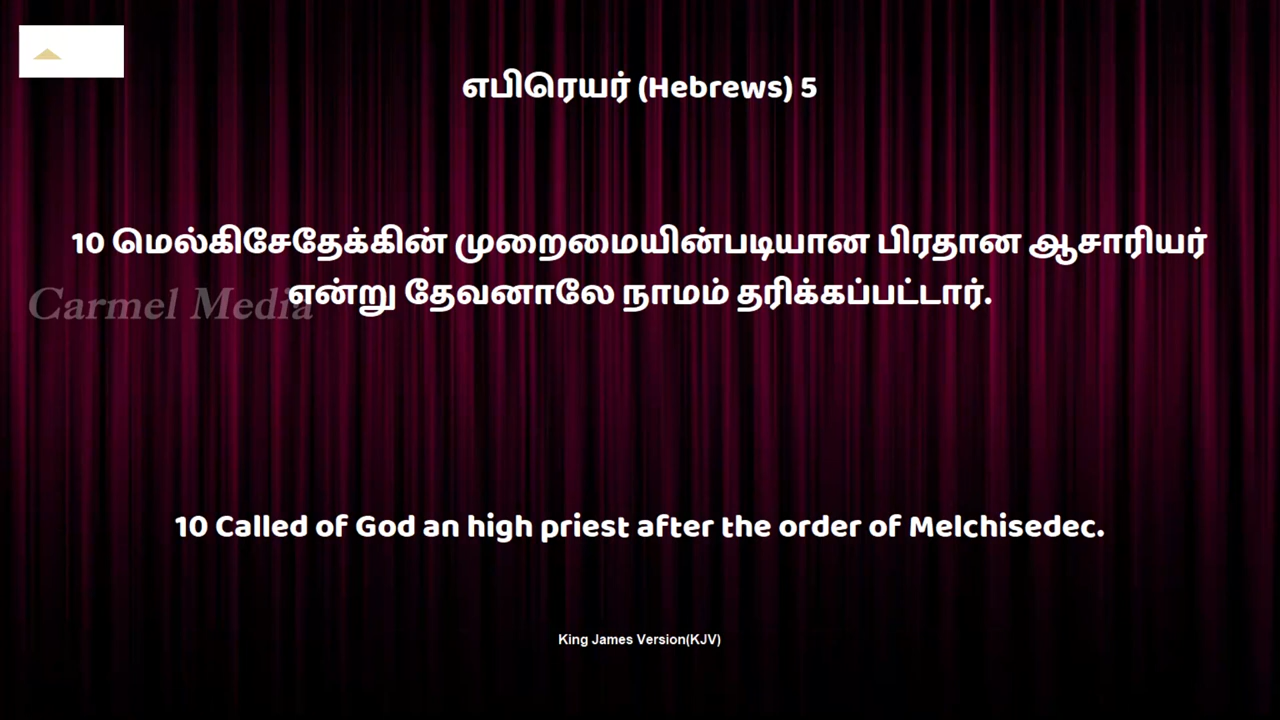 எபிரெயர் (Hebrews) 5
10 மெல்கிசேதேக்கின் முறைமையின்படியான பிரதான ஆசாரியர்
என்று தேவனாலே நாமம் தரிக்கப்பட்டார்.
Carmel Media
10 Called of God an high priest after the order of Melchisedec.
King James Version(KJV)